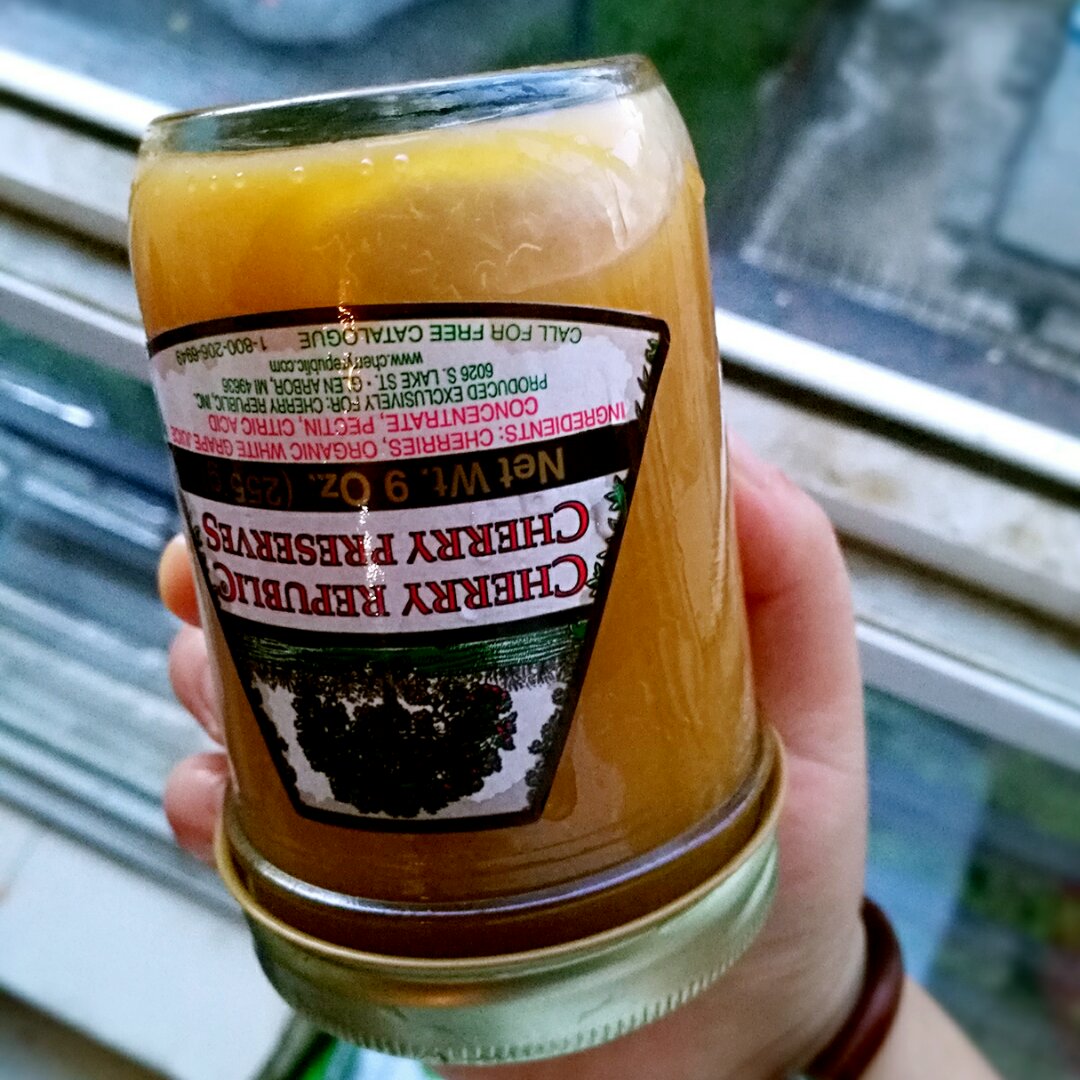 CHERRY REPUBLIC
CHERRY PRESERVES
Net Wt. 9 Oz. (255 g
INGREDIENTS: CHERRIES, ORGANIC WHITE GRAPE JUICE
CONCENTRATE, PECTIN, CITRIC ACID
PRODUCED EXCLUSIVELY FOR: CHERRY REPUBLIC, INC.
6026 S. LAKE ST. • GLEN ARBOR, MI 49636
www.cherryrepublic.com
CALL FOR FREE CATALOGUE 1-800-206-6949